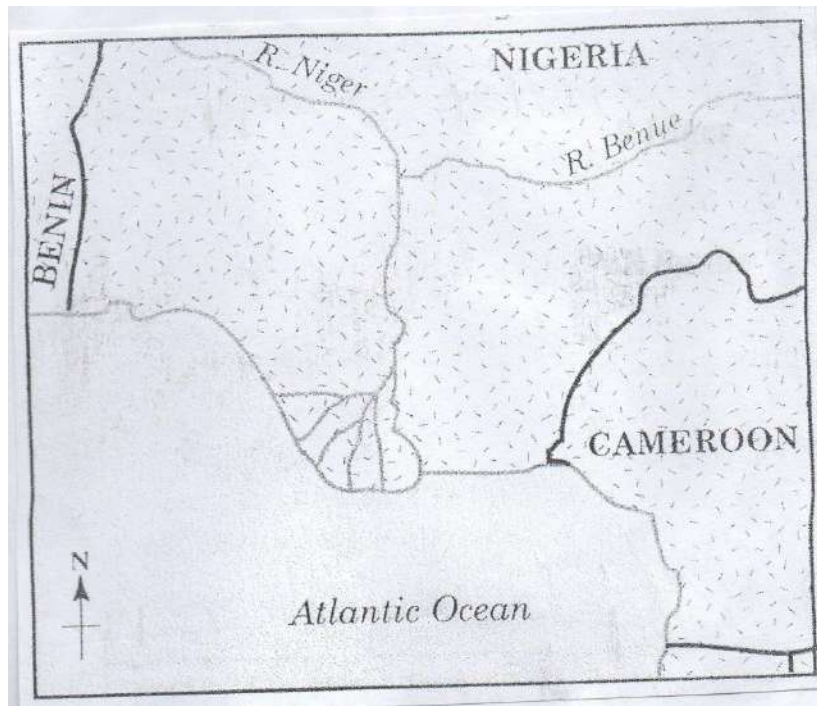 R. Niger
NIGERIA
R. Benue
BENIN
CAMEROON
N
Atlantic Ocean